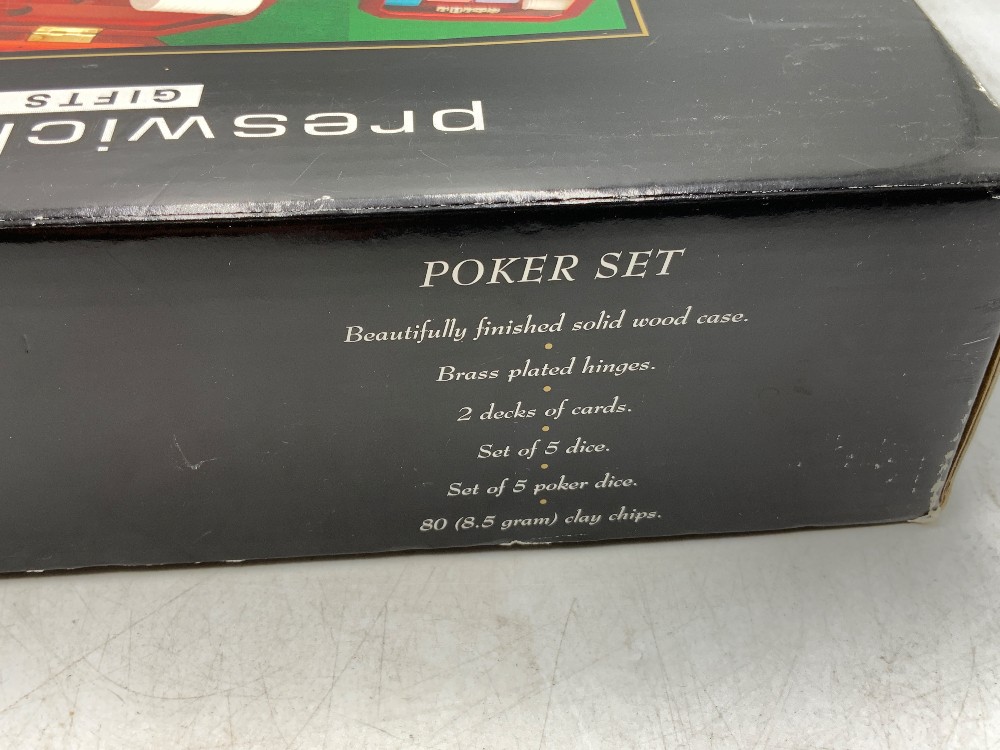 GIFTS
preswick
POKER SET
Beautifully finished solid wood case.
Brass plated hinges.
2 decks of cards.
Set of 5 dice.
Set of 5 poker dice.
80 (8.5 gram) clay chips.